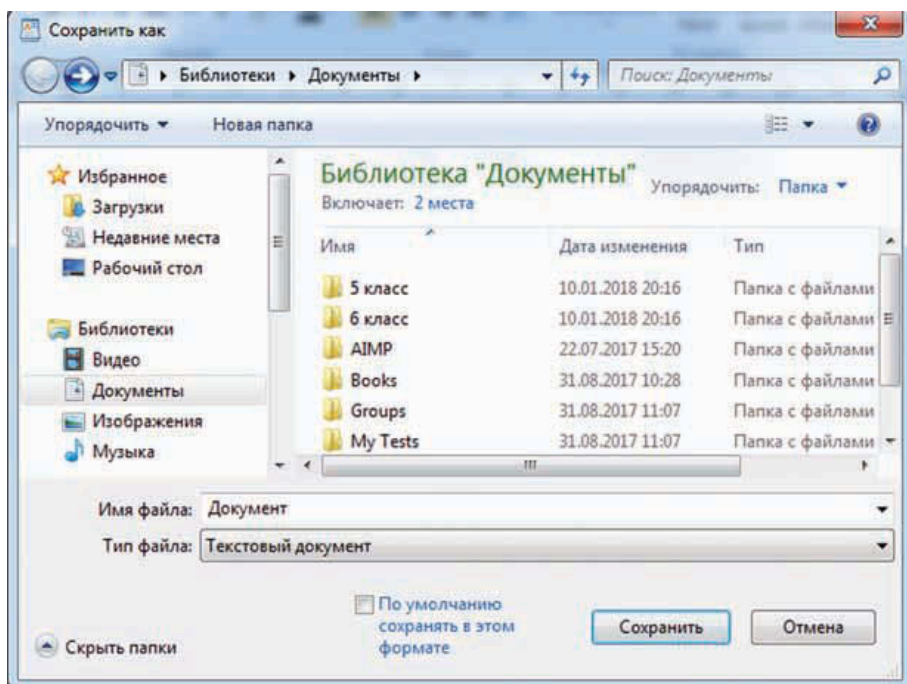 Сохранить как
Библиотеки ▸ Документы ▸ Поиск: Документы
Упорядочить ▾ Новая папка
Избранное
Загрузки
Недавние места
Рабочий стол
Библиотеки
Видео
Документы
Изображения
Музыка
Библиотека "Документы"
Включает: 2 места
Упорядочить: Папка ▾
Имя Дата изменения Тип
5 класс 10.01.2018 20:16 Папка с файлами
6 класс 10.01.2018 20:16 Папка с файлами
AIMP 22.07.2017 15:20 Папка с файлами
Books 31.08.2017 10:28 Папка с файлами
Groups 31.08.2017 11:07 Папка с файлами
My Tests 31.08.2017 11:07 Папка с файлами
Имя файла: Документ
Тип файла: Текстовый документ
По умолчанию
сохранять в этом
формате
Сохранить Отмена
Скрыть папки